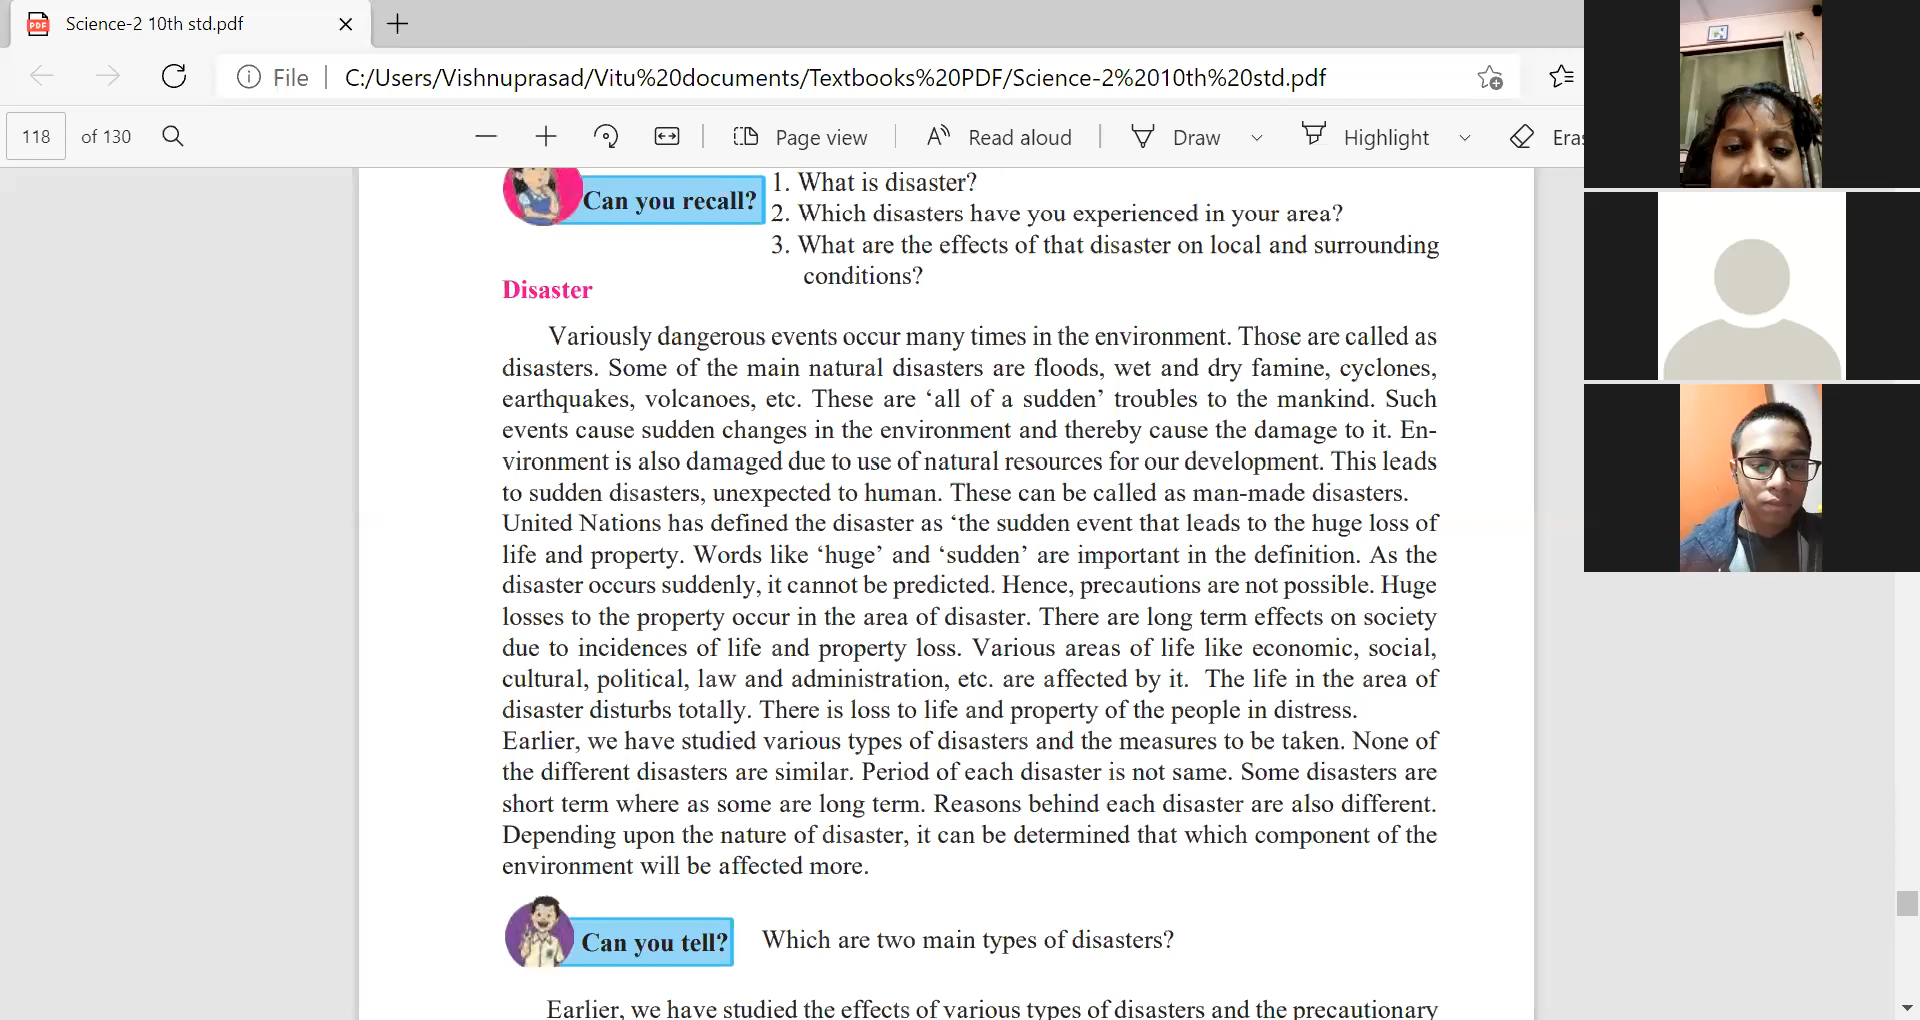 Science-2 10th std.pdf
File
C:/Users/Vishnuprasad/Vitu%20documents/Textbooks%20PDF/Science-2%2010th%20std.pdf
118 of 130
Page view
Read aloud
Draw
Highlight
Eras
Can you recall?
1. What is disaster?
2. Which disasters have you experienced in your area?
3. What are the effects of that disaster on local and surrounding
conditions?
Disaster
Variously dangerous events occur many times in the environment. Those are called as
disasters. Some of the main natural disasters are floods, wet and dry famine, cyclones,
earthquakes, volcanoes, etc. These are ‘all of a sudden’ troubles to the mankind. Such
events cause sudden changes in the environment and thereby cause the damage to it. En-
vironment is also damaged due to use of natural resources for our development. This leads
to sudden disasters, unexpected to human. These can be called as man-made disasters.
United Nations has defined the disaster as ‘the sudden event that leads to the huge loss of
life and property. Words like ‘huge’ and ‘sudden’ are important in the definition. As the
disaster occurs suddenly, it cannot be predicted. Hence, precautions are not possible. Huge
losses to the property occur in the area of disaster. There are long term effects on society
due to incidences of life and property loss. Various areas of life like economic, social,
cultural, political, law and administration, etc. are affected by it. The life in the area of
disaster disturbs totally. There is loss to life and property of the people in distress.
Earlier, we have studied various types of disasters and the measures to be taken. None of
the different disasters are similar. Period of each disaster is not same. Some disasters are
short term where as some are long term. Reasons behind each disaster are also different.
Depending upon the nature of disaster, it can be determined that which component of the
environment will be affected more.
Can you tell?
Which are two main types of disasters?
Earlier, we have studied the effects of various types of disasters and the precautionary